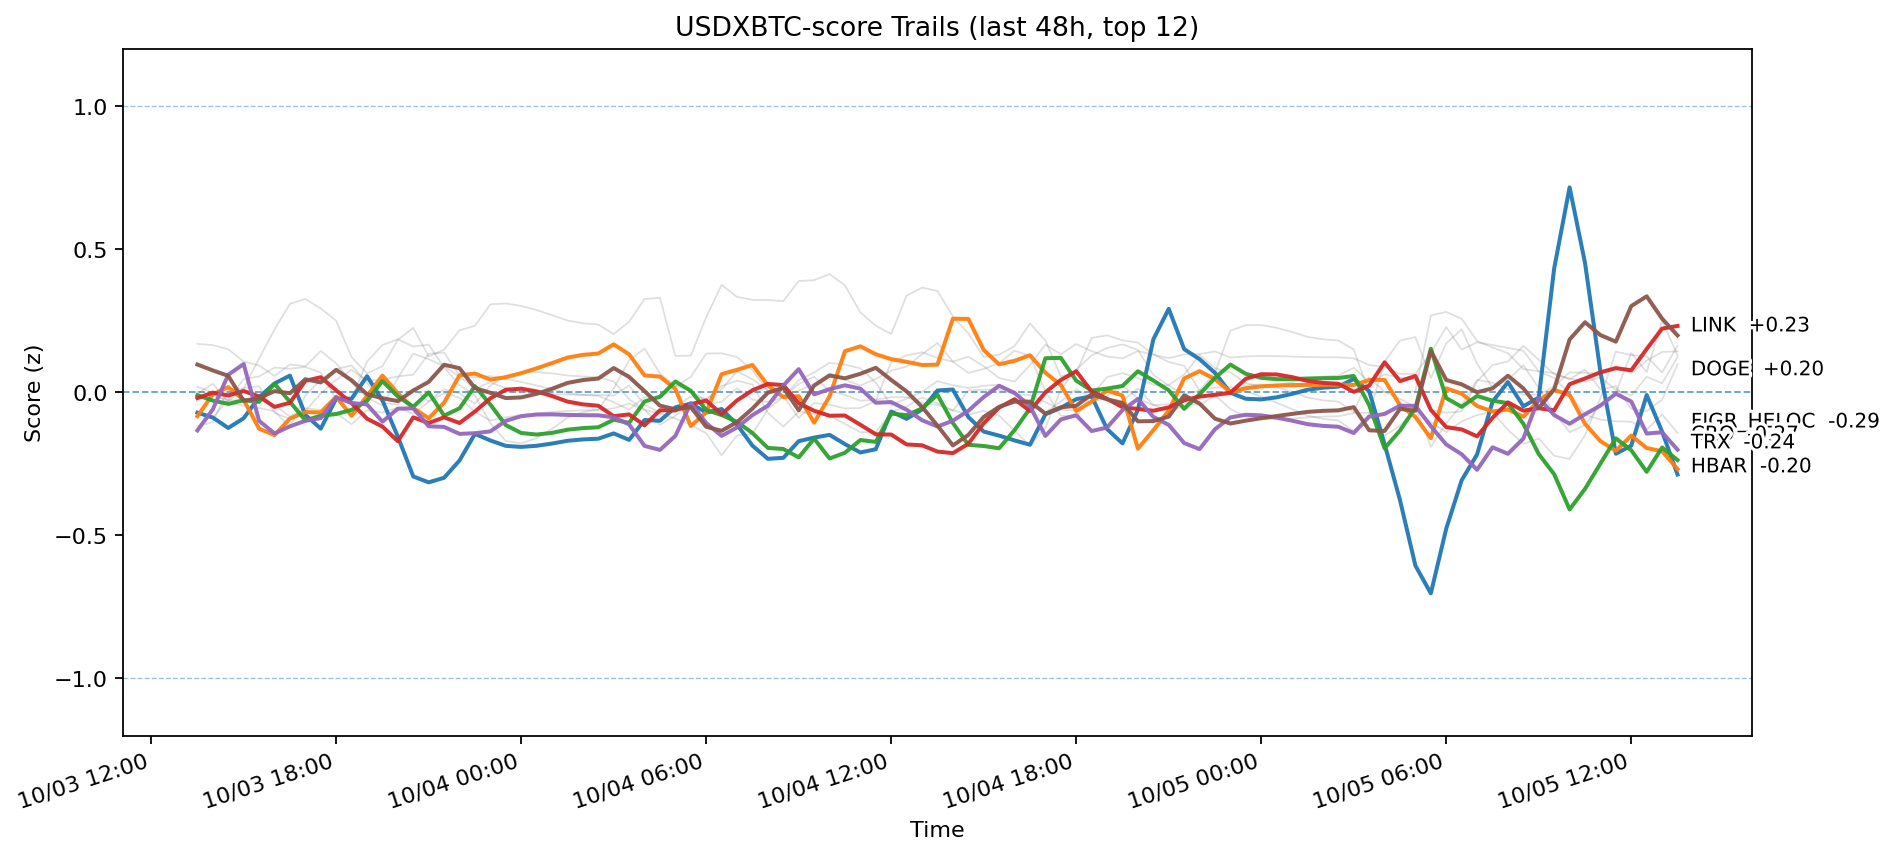 USDXBTC-score Trails (last 48h, top 12)
Score (z)
1.0
0.5
0.0
−0.5
−1.0
LINK +0.23
DOGE +0.20
FIGR_HELOC -0.29
TRX -0.24
HBAR -0.20
10/03 12:00
10/03 18:00
10/04 00:00
10/04 06:00
10/04 12:00
10/04 18:00
10/05 00:00
10/05 06:00
10/05 12:00
Time